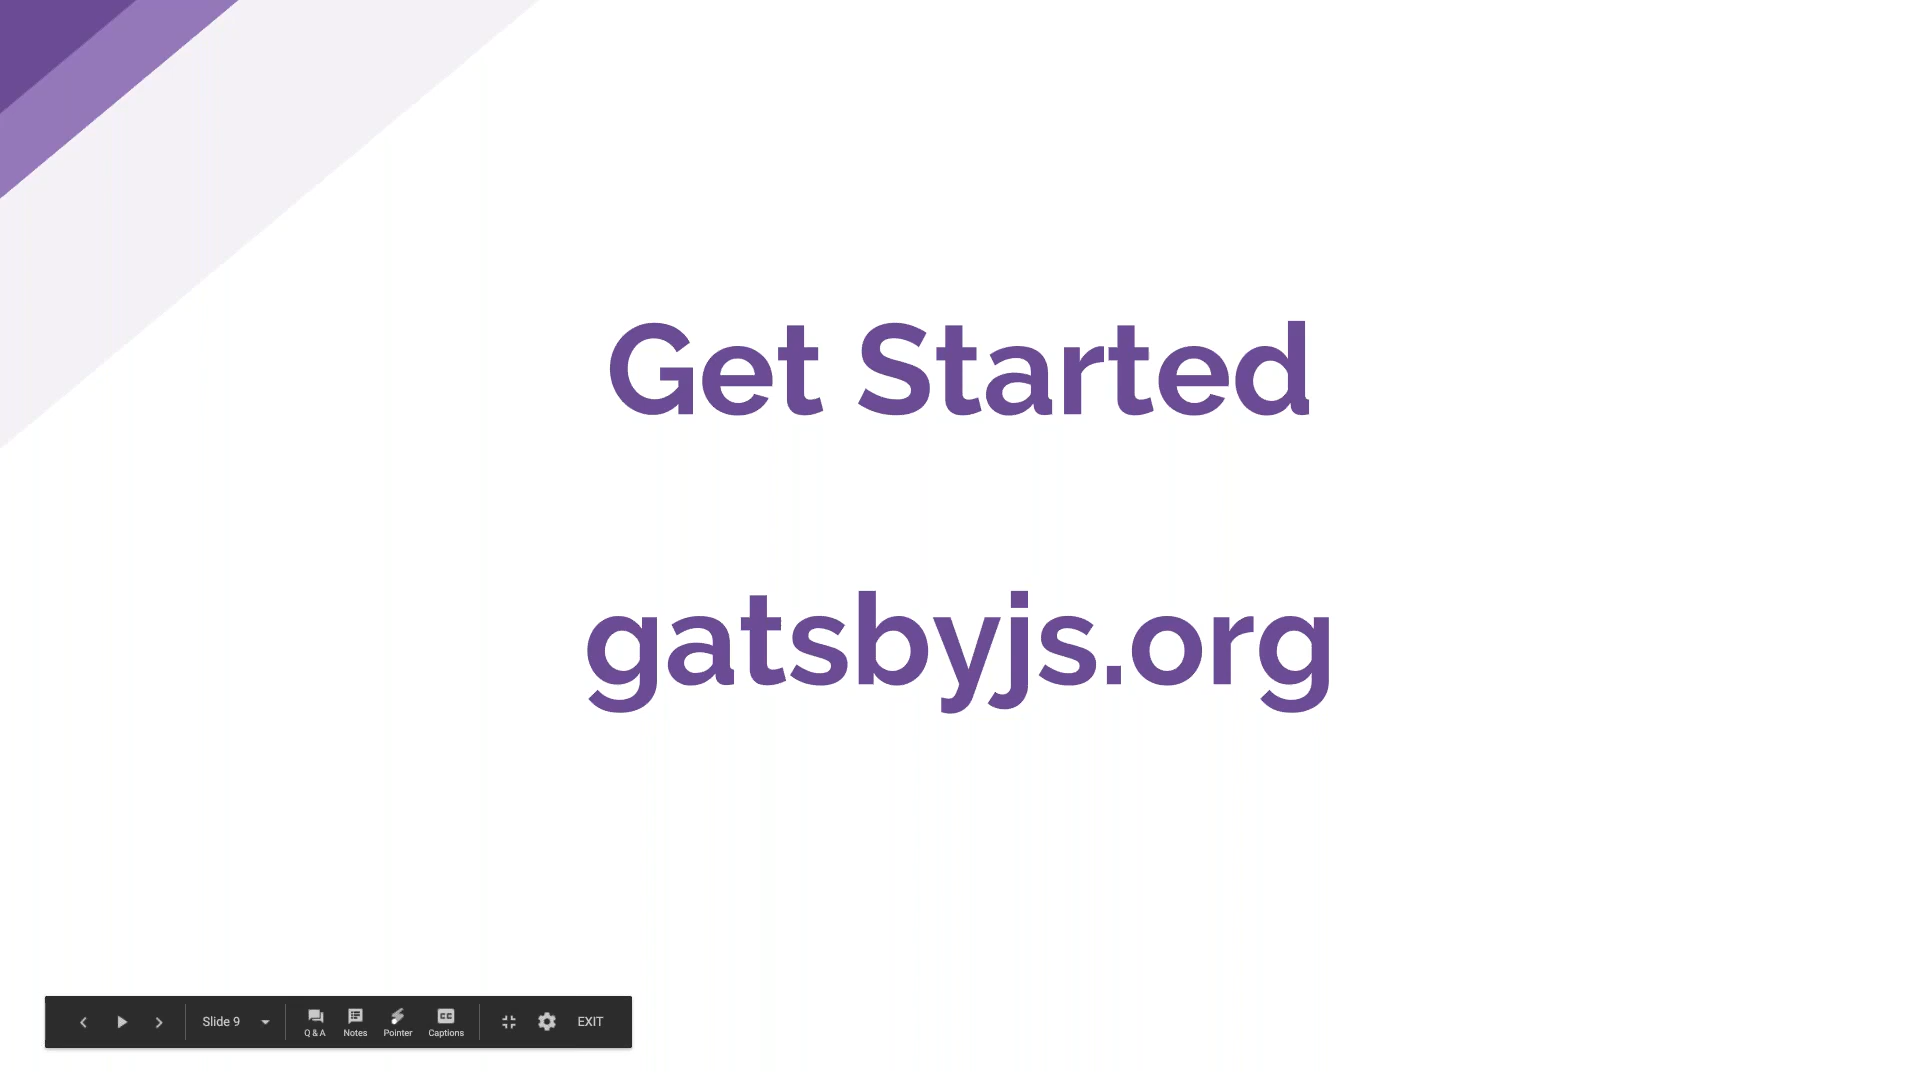 Get Started
gatsbyjs.org
Slide 9
Q & A
Notes
Pointer
Captions
EXIT